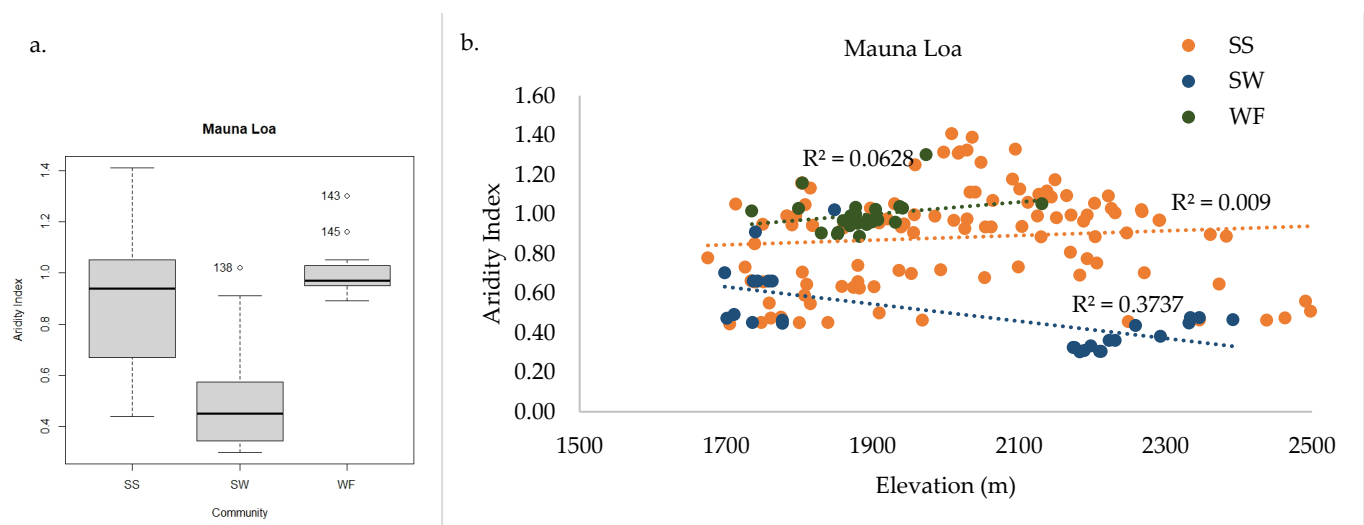 a.
Mauna Loa
Aridity Index
1.4
1.2
1.0
0.8
0.6
0.4
143
145
138
SS SW WF
Community
b.
Mauna Loa
SS
SW
WF
Aridity Index
1.60
1.40
1.20
1.00
0.80
0.60
0.40
0.20
0.00
R² = 0.0628
R² = 0.009
R² = 0.3737
1500 1700 1900 2100 2300 2500
Elevation (m)